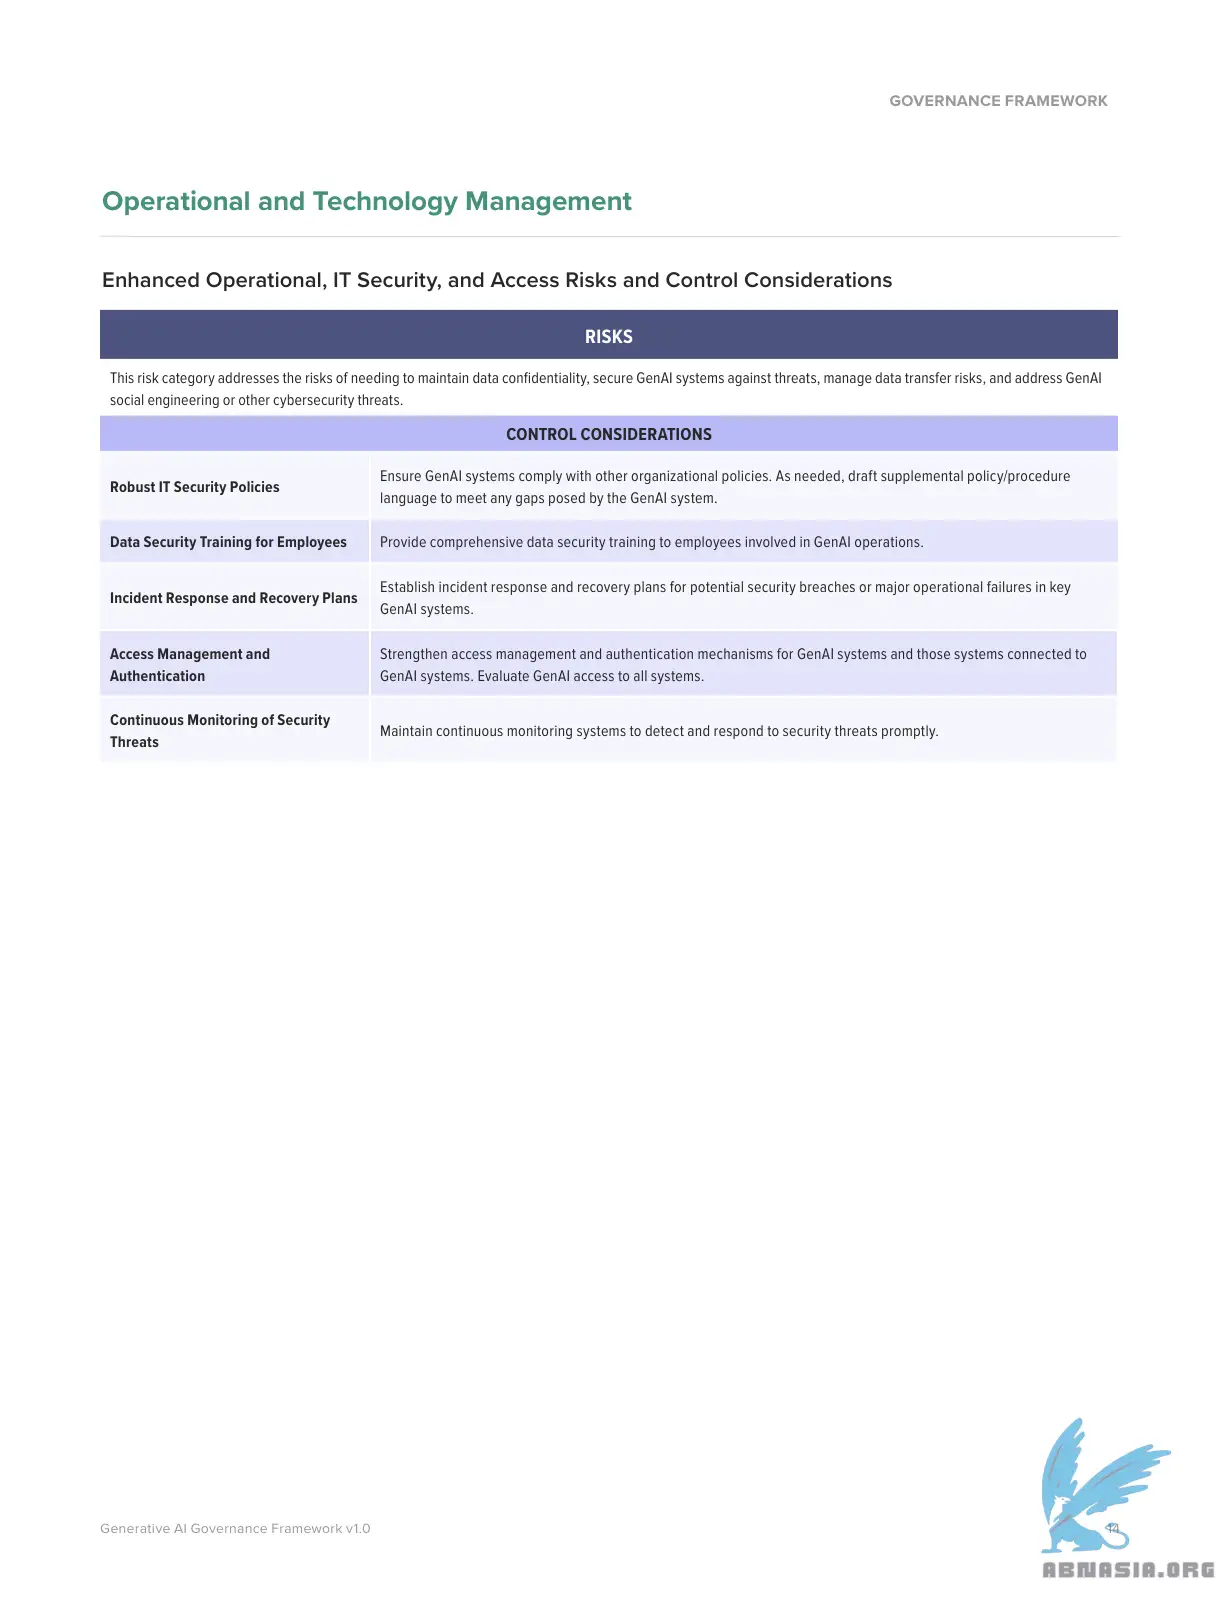 GOVERNANCE FRAMEWORK
Operational and Technology Management
Enhanced Operational, IT Security, and Access Risks and Control Considerations
RISKS
This risk category addresses the risks of needing to maintain data confidentiality, secure GenAI systems against threats, manage data transfer risks, and address GenAI
social engineering or other cybersecurity threats.
CONTROL CONSIDERATIONS
Robust IT Security Policies
Ensure GenAI systems comply with other organizational policies. As needed, draft supplemental policy/procedure
language to meet any gaps posed by the GenAI system.
Data Security Training for Employees
Provide comprehensive data security training to employees involved in GenAI operations.
Incident Response and Recovery Plans
Establish incident response and recovery plans for potential security breaches or major operational failures in key
GenAI systems.
Access Management and
Authentication
Strengthen access management and authentication mechanisms for GenAI systems and those systems connected to
GenAI systems. Evaluate GenAI access to all systems.
Continuous Monitoring of Security
Threats
Maintain continuous monitoring systems to detect and respond to security threats promptly.
Generative AI Governance Framework v1.0
ABNASIA.ORG